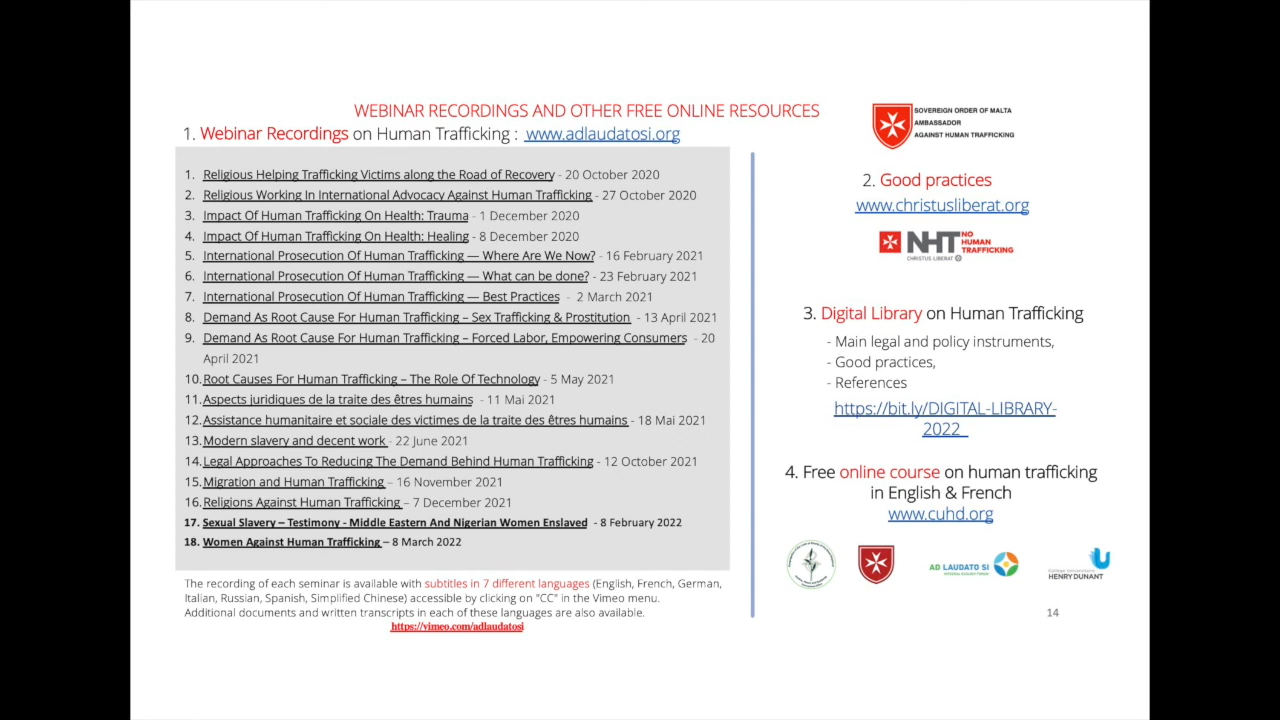 WEBINAR RECORDINGS AND OTHER FREE ONLINE RESOURCES
1. Webinar Recordings on Human Trafficking : www.adlaudatosi.org
1. Religious Helping Trafficking Victims along the Road of Recovery - 20 October 2020
2. Religious Working In International Advocacy Against Human Trafficking - 27 October 2020
3. Impact Of Human Trafficking On Health: Trauma - 1 December 2020
4. Impact Of Human Trafficking On Health: Healing - 8 December 2020
5. International Prosecution Of Human Trafficking — Where Are We Now? - 16 February 2021
6. International Prosecution Of Human Trafficking — What can be done? - 23 February 2021
7. International Prosecution Of Human Trafficking — Best Practices - 2 March 2021
8. Demand As Root Cause For Human Trafficking – Sex Trafficking & Prostitution - 13 April 2021
9. Demand As Root Cause For Human Trafficking – Forced Labor, Empowering Consumers - 20
April 2021
10. Root Causes For Human Trafficking – The Role Of Technology - 5 May 2021
11. Aspects juridiques de la traite des êtres humains - 11 Mai 2021
12. Assistance humanitaire et sociale des victimes de la traite des êtres humains - 18 Mai 2021
13. Modern slavery and decent work - 22 June 2021
14. Legal Approaches To Reducing The Demand Behind Human Trafficking - 12 October 2021
15. Migration and Human Trafficking – 16 November 2021
16. Religions Against Human Trafficking – 7 December 2021
17. Sexual Slavery – Testimony - Middle Eastern And Nigerian Women Enslaved - 8 February 2022
18. Women Against Human Trafficking – 8 March 2022
The recording of each seminar is available with subtitles in 7 different languages (English, French, German,
Italian, Russian, Spanish, Simplified Chinese) accessible by clicking on "CC" in the Vimeo menu.
Additional documents and written transcripts in each of these languages are also available.
https://vimeo.com/adlaudatosi
SOVEREIGN ORDER OF MALTA
AMBASSADOR
AGAINST HUMAN TRAFFICKING
2. Good practices
www.christusliberat.org
NHT NO HUMAN TRAFFICKING
CHRISTUS LIBERAT
3. Digital Library on Human Trafficking
- Main legal and policy instruments,
- Good practices,
- References
https://bit.ly/DIGITAL-LIBRARY-
2022
4. Free online course on human trafficking
in English & French
www.cuhd.org
AD LAUDATO SI
HENRY DUNANT
14